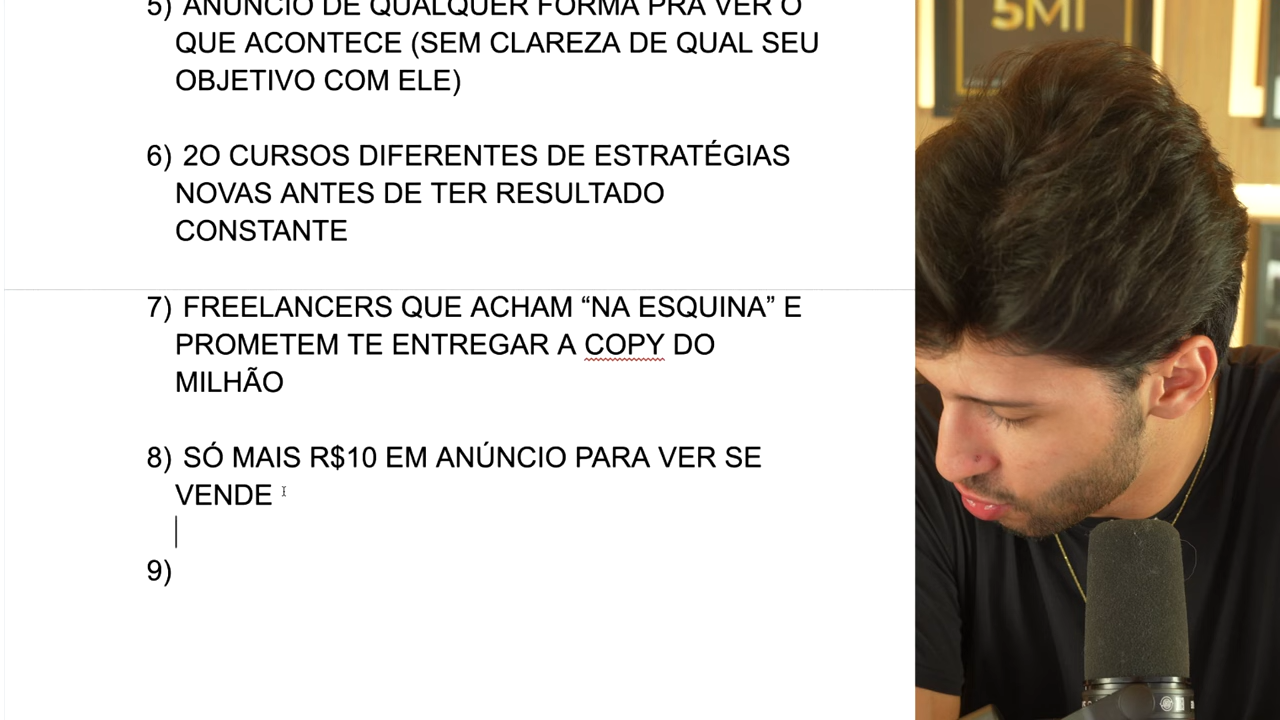 5) ANÚNCIO DE QUALQUER FORMA PRA VER O
QUE ACONTECE (SEM CLAREZA DE QUAL SEU
OBJETIVO COM ELE)
6) 2O CURSOS DIFERENTES DE ESTRATÉGIAS
NOVAS ANTES DE TER RESULTADO
CONSTANTE
7) FREELANCERS QUE ACHAM “NA ESQUINA” E
PROMETEM TE ENTREGAR A COPY DO
MILHÃO
8) SÓ MAIS R$10 EM ANÚNCIO PARA VER SE
VENDE
9)
5MI